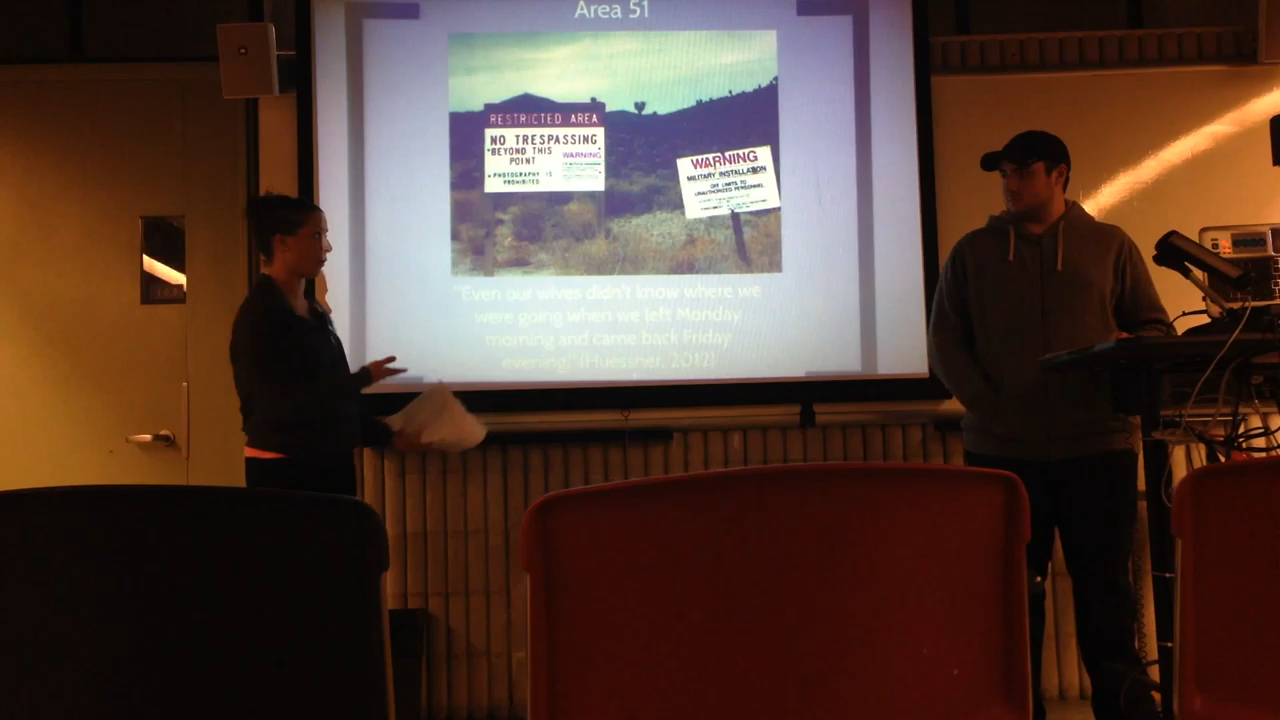 Area 51
RESTRICTED AREA
NO TRESPASSING
BEYOND THIS
POINT
WARNING
PHOTOGRAPHY IS
PROHIBITED
WARNING
MILITARY INSTALLATION
OFF LIMITS TO
UNAUTHORIZED PERSONNEL
"Even our wives didn't know where we
were going when we left Monday
morning and came back Friday
evening," (Huessner, 2012)